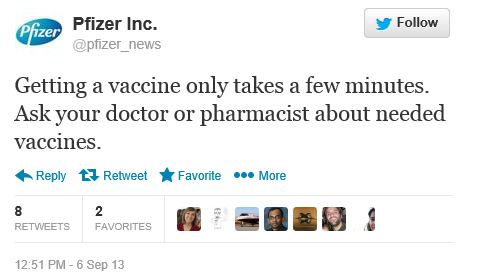 Pfizer
Pfizer Inc.
@pfizer_news
Follow
Getting a vaccine only takes a few minutes.
Ask your doctor or pharmacist about needed
vaccines.
Reply Retweet Favorite More
8 2
RETWEETS FAVORITES
12:51 PM - 6 Sep 13